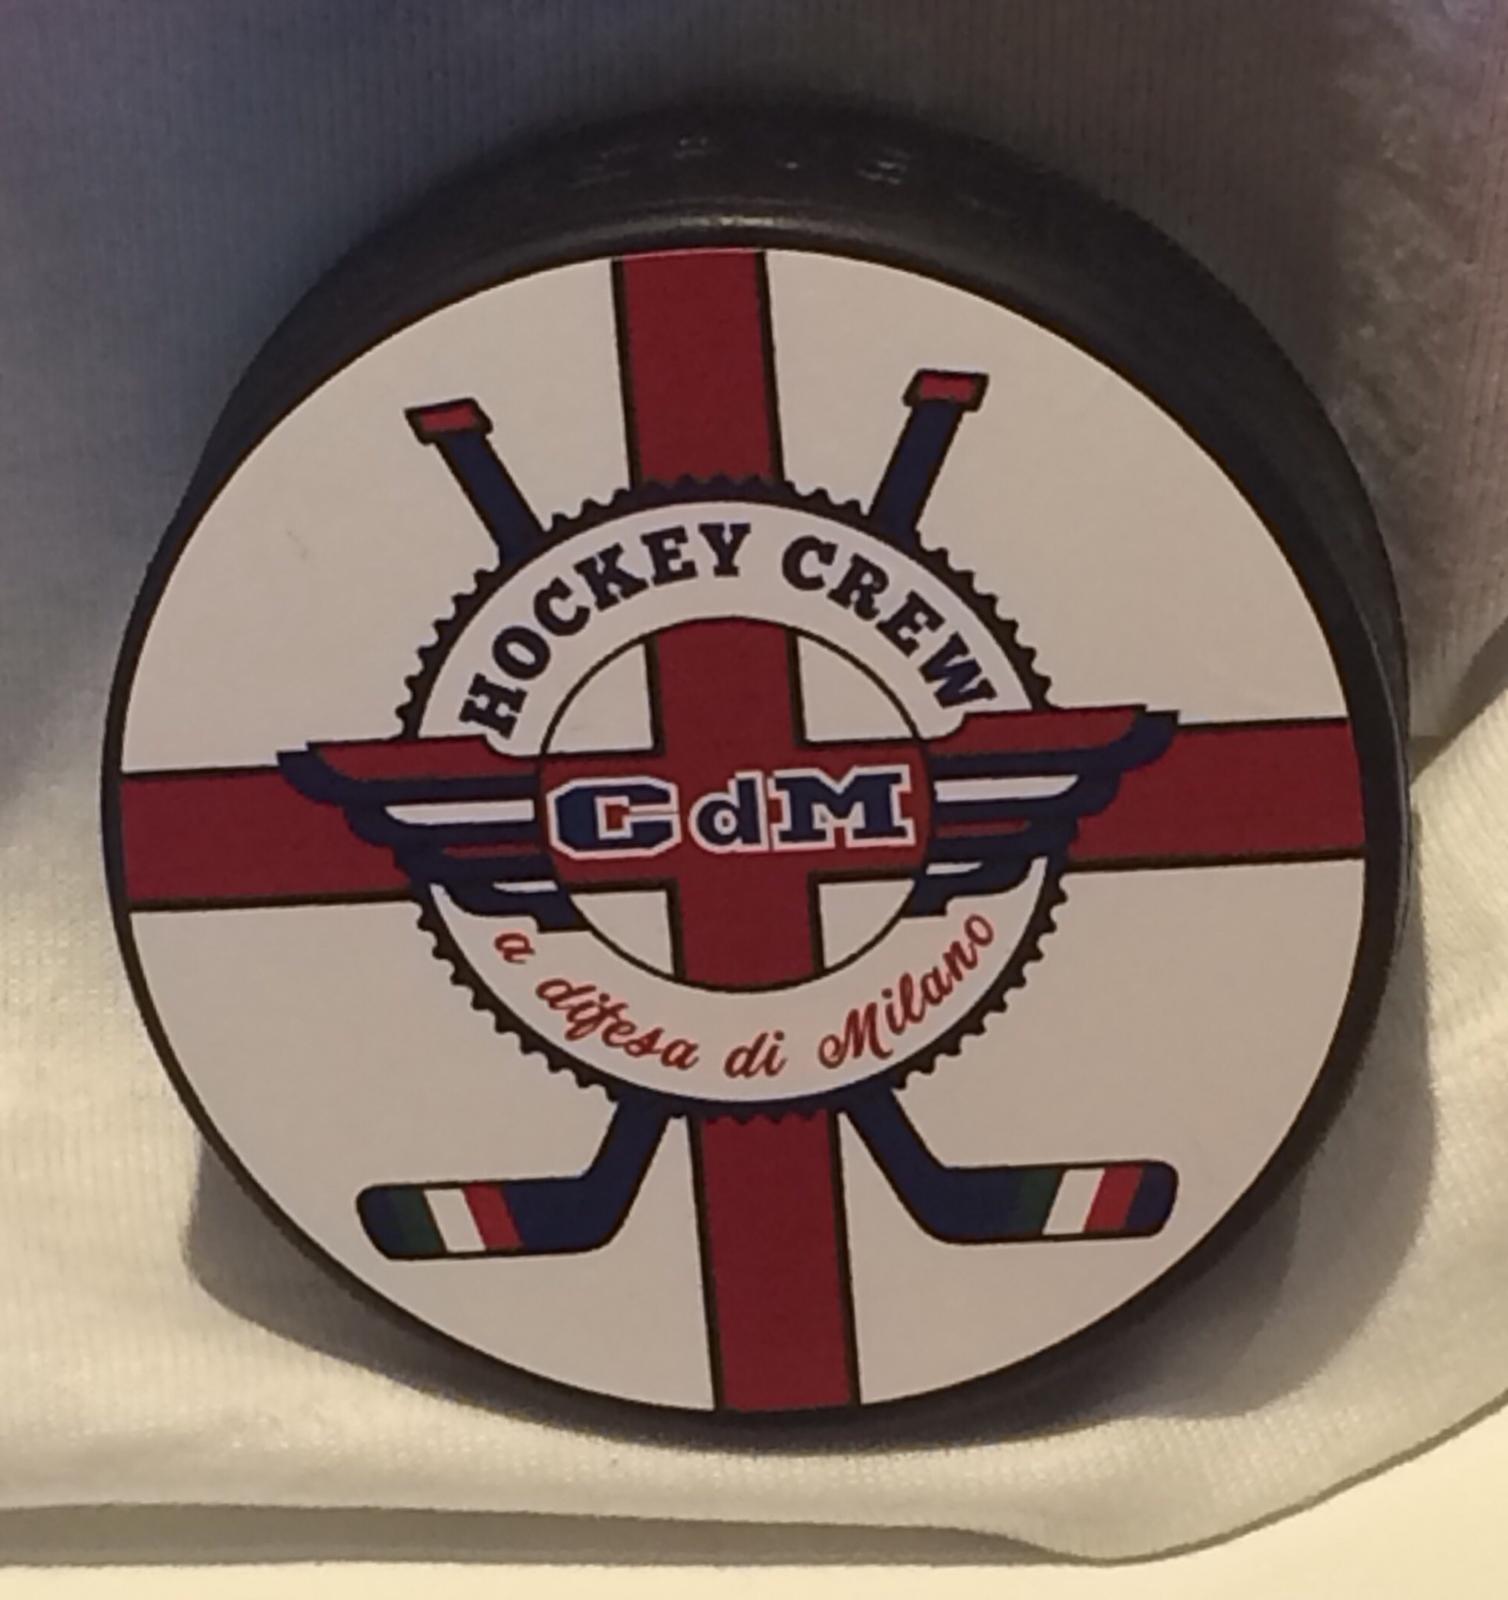 HOCKEY CREW
CdM
a difesa di Milano